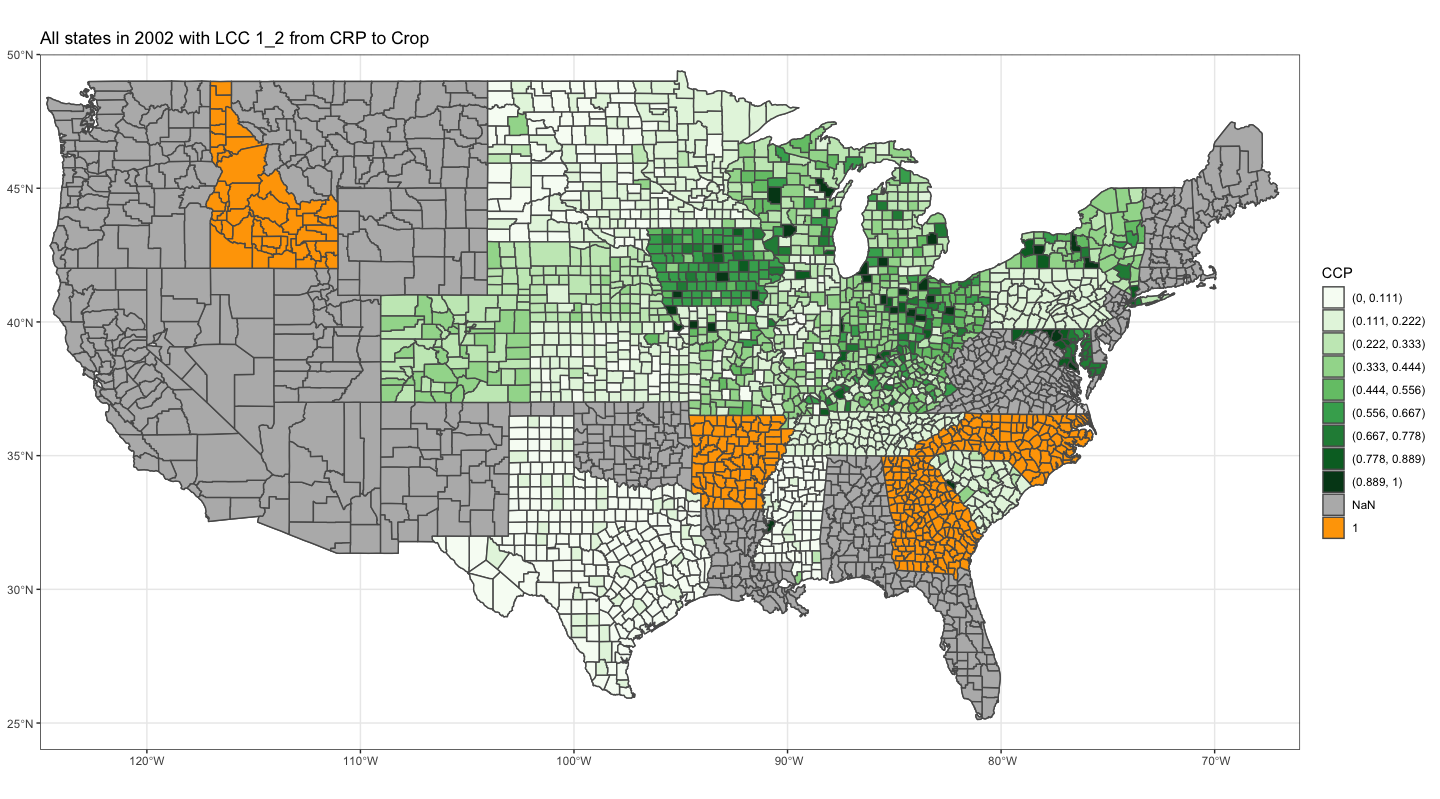 All states in 2002 with LCC 1_2 from CRP to Crop
50°N
45°N
40°N
35°N
30°N
25°N
120°W
110°W
100°W
90°W
80°W
70°W
CCP
(0, 0.111)
(0.111, 0.222)
(0.222, 0.333)
(0.333, 0.444)
(0.444, 0.556)
(0.556, 0.667)
(0.667, 0.778)
(0.778, 0.889)
(0.889, 1)
NaN
1